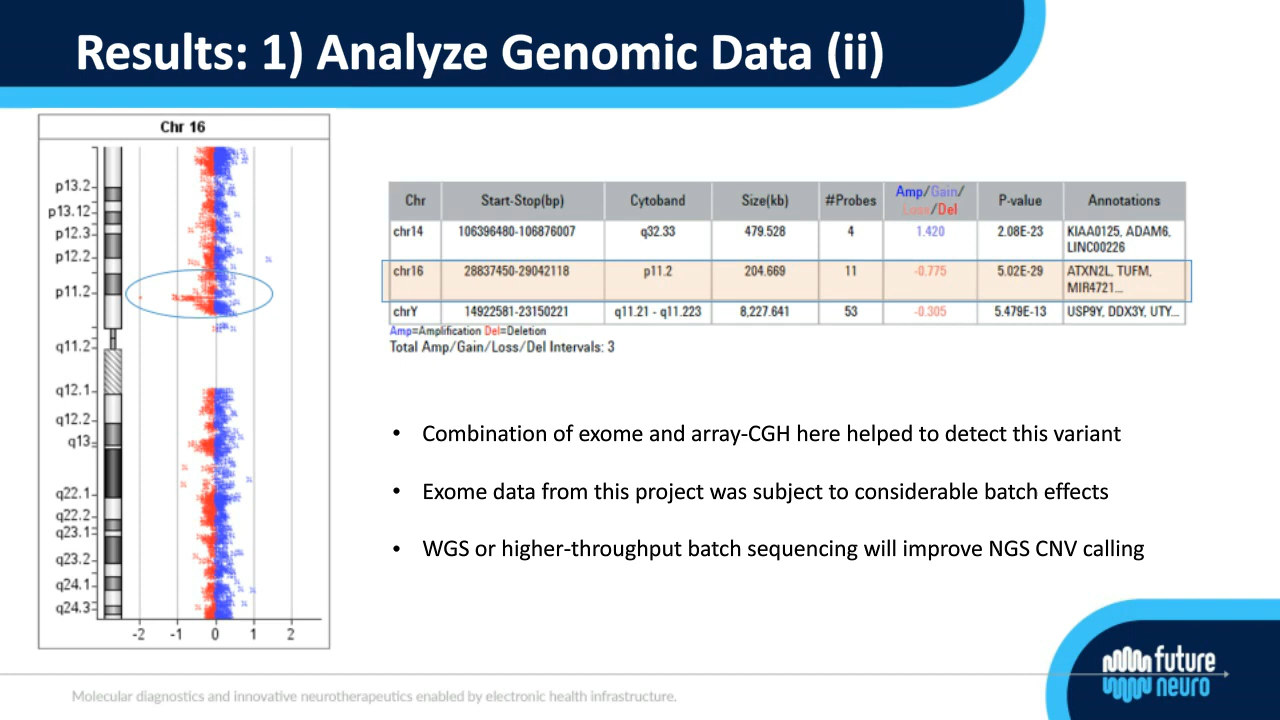 Results: 1) Analyze Genomic Data (ii)
Chr 16
p13.2
p13.12
p12.3
p12.2
p11.2
q11.2
q12.1
q12.2
q13
q22.1
q22.2
q23.1
q23.2
q24.1
q24.3
-2 -1 0 1 2
Chr Start-Stop(bp) Cytoband Size(kb) #Probes Amp/Gain/ P-value Annotations
Loss/Del
chr14 106396480-106876007 q32.33 479.528 4 1.420 2.08E-23 KIAA0125, ADAM6,
LINC00226
chr16 28837450-29042118 p11.2 204.669 11 -0.775 5.02E-29 ATXN2L, TUFM,
MIR4721...
chrY 14922581-23150221 q11.21 - q11.223 8,227.641 53 -0.305 5.479E-13 USP9Y, DDX3Y, UTY...
Amp=Amplification Del=Deletion
Total Amp/Gain/Loss/Del Intervals: 3
• Combination of exome and array-CGH here helped to detect this variant
• Exome data from this project was subject to considerable batch effects
• WGS or higher-throughput batch sequencing will improve NGS CNV calling
future
neuro
Molecular diagnostics and innovative neurotherapeutics enabled by electronic health infrastructure.